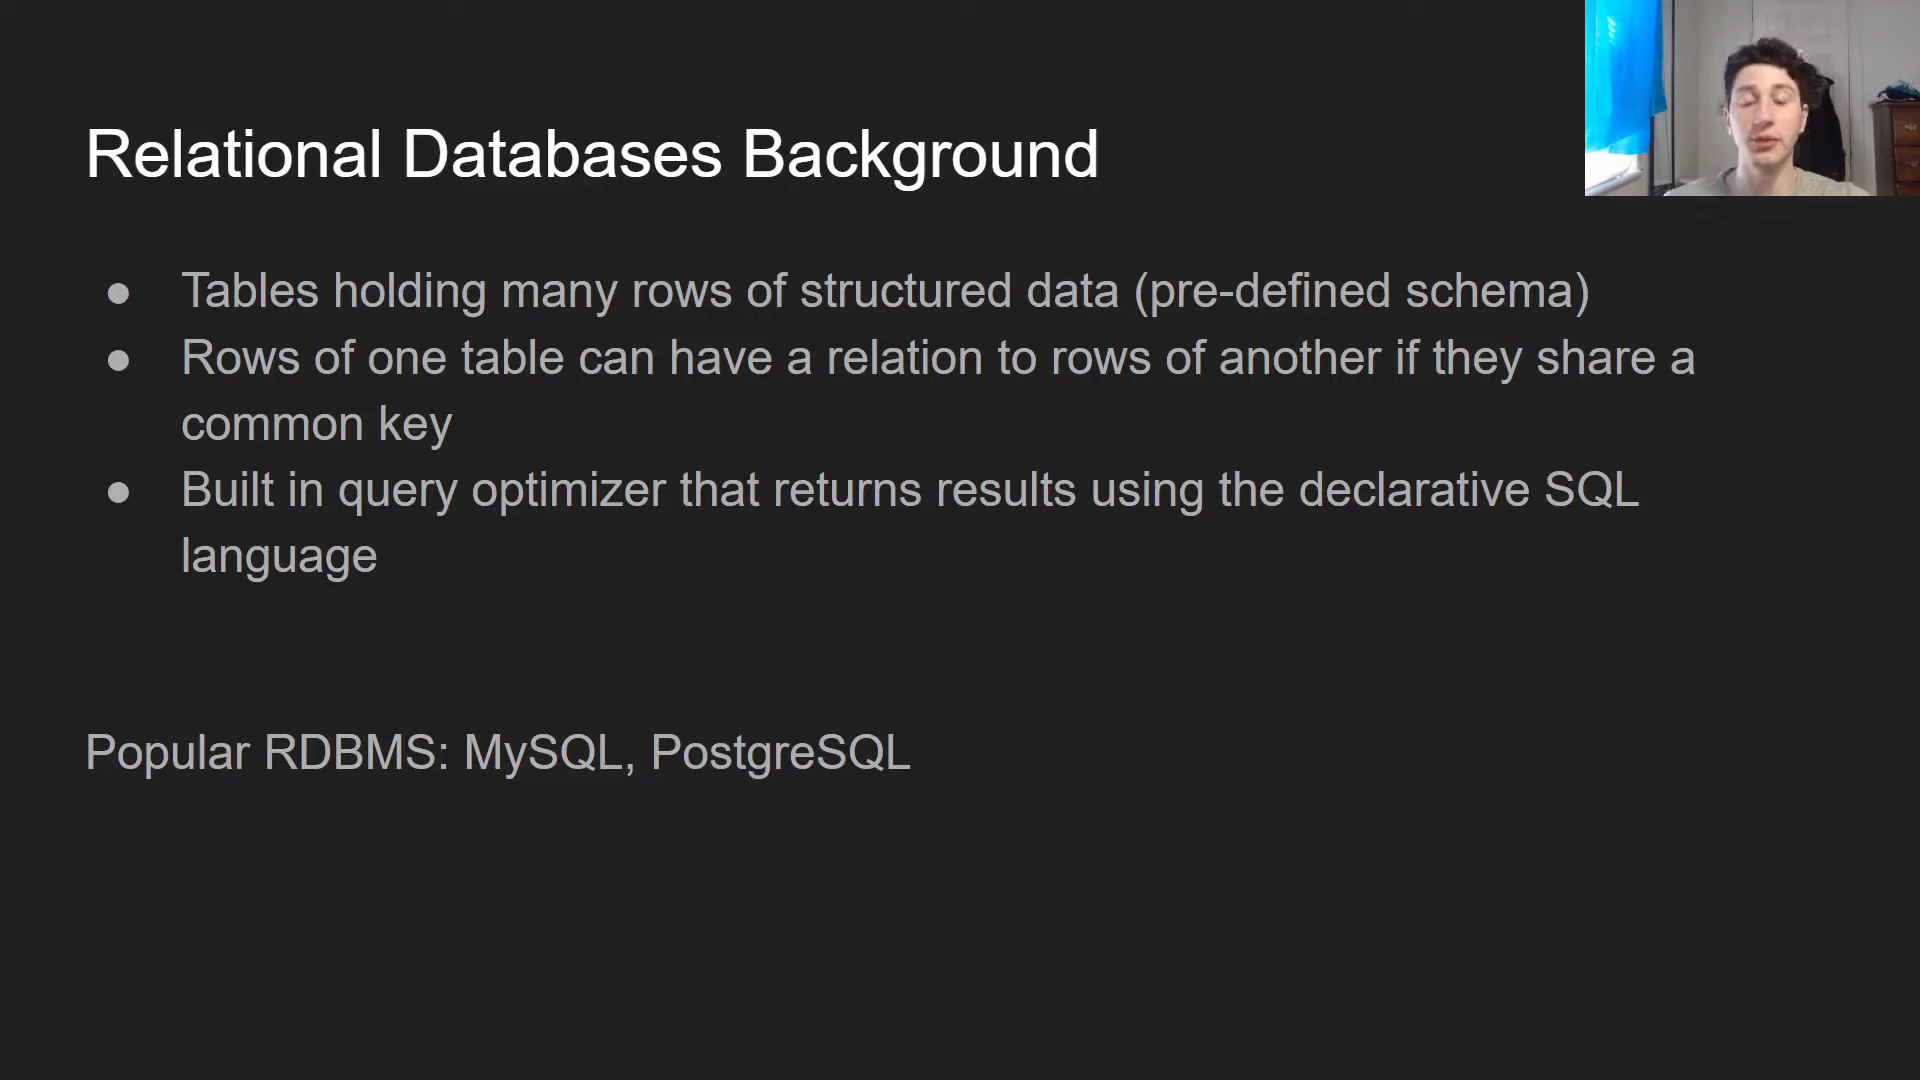 Relational Databases Background
● Tables holding many rows of structured data (pre-defined schema)
● Rows of one table can have a relation to rows of another if they share a
common key
● Built in query optimizer that returns results using the declarative SQL
language
Popular RDBMS: MySQL, PostgreSQL